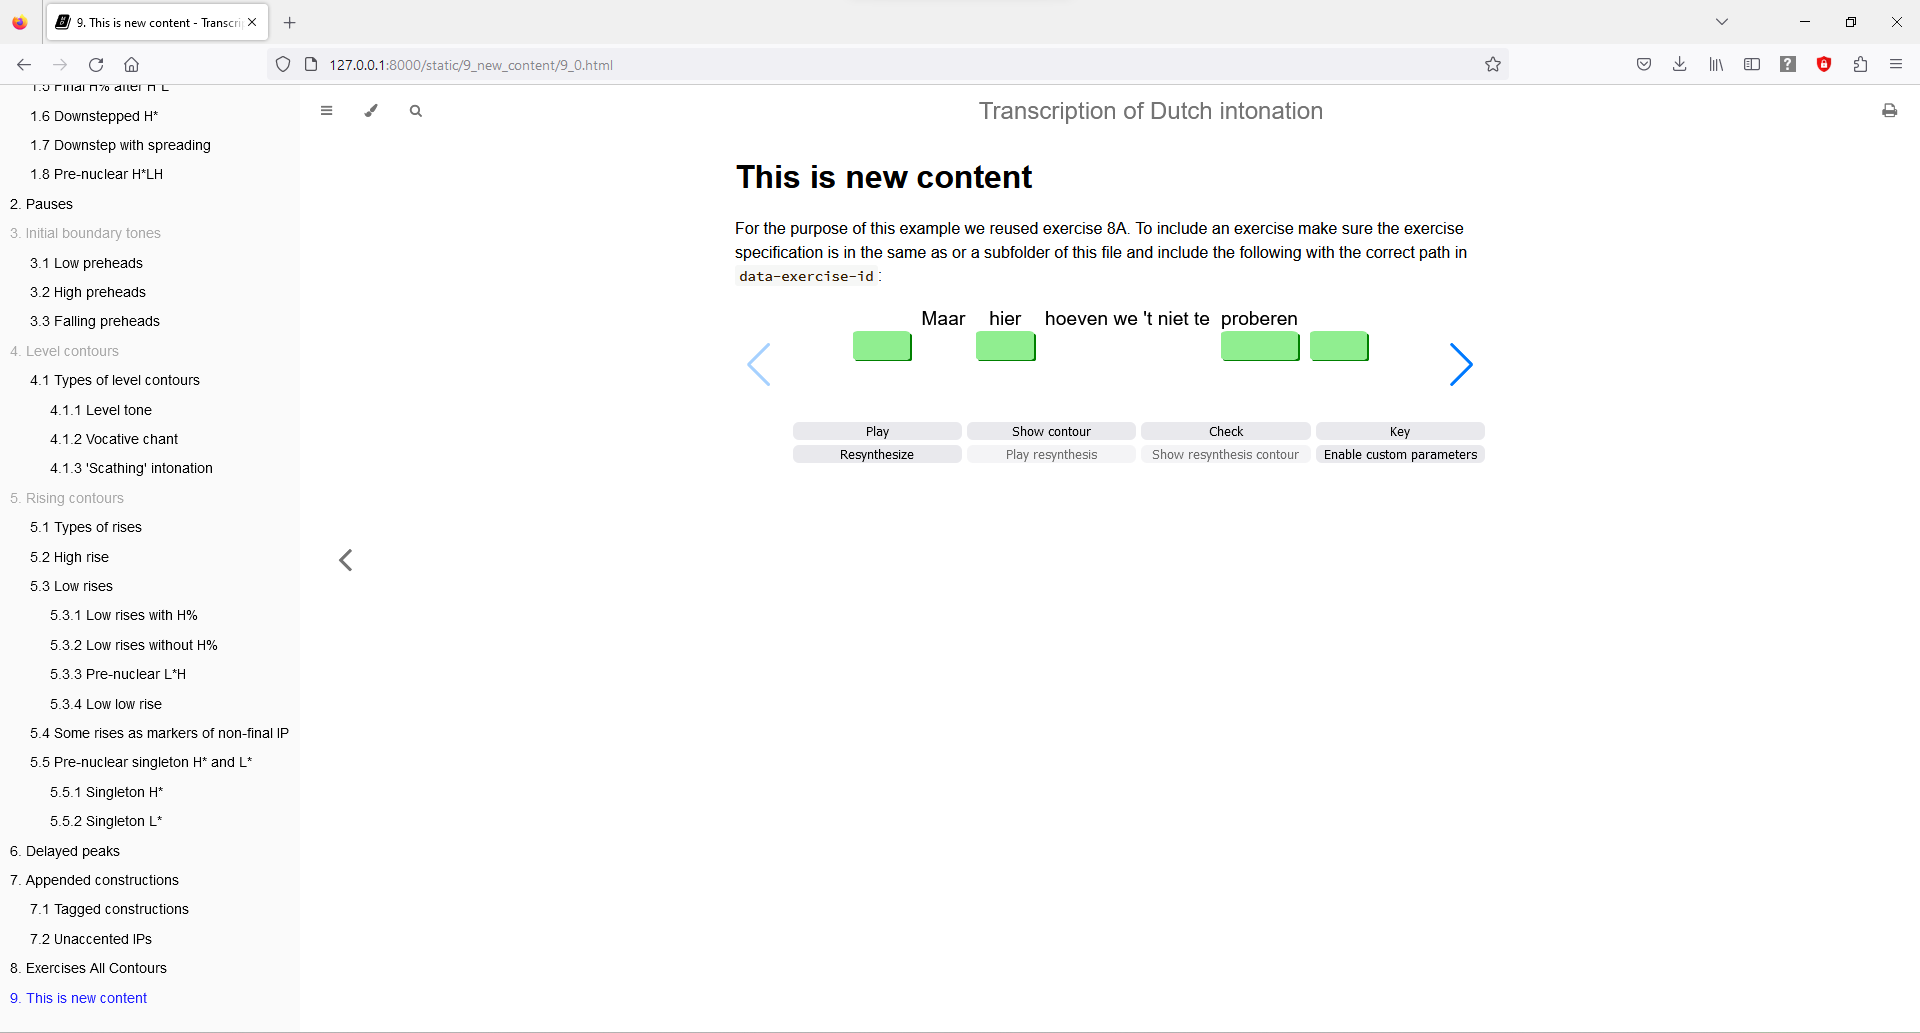 9. This is new content - Transcri
127.0.0.1:8000/static/9_new_content/9_0.html
1.5 Final H% after H*L
1.6 Downstepped H*
1.7 Downstep with spreading
1.8 Pre-nuclear H*LH
2. Pauses
3. Initial boundary tones
3.1 Low preheads
3.2 High preheads
3.3 Falling preheads
4. Level contours
4.1 Types of level contours
4.1.1 Level tone
4.1.2 Vocative chant
4.1.3 'Scathing' intonation
5. Rising contours
5.1 Types of rises
5.2 High rise
5.3 Low rises
5.3.1 Low rises with H%
5.3.2 Low rises without H%
5.3.3 Pre-nuclear L*H
5.3.4 Low low rise
5.4 Some rises as markers of non-final IP
5.5 Pre-nuclear singleton H* and L*
5.5.1 Singleton H*
5.5.2 Singleton L*
6. Delayed peaks
7. Appended constructions
7.1 Tagged constructions
7.2 Unaccented IPs
8. Exercises All Contours
9. This is new content
Transcription of Dutch intonation
This is new content
For the purpose of this example we reused exercise 8A. To include an exercise make sure the exercise
specification is in the same as or a subfolder of this file and include the following with the correct path in
data-exercise-id :
Maar hier hoeven we 't niet te proberen
Play Show contour Check Key
Resynthesize Play resynthesis Show resynthesis contour Enable custom parameters